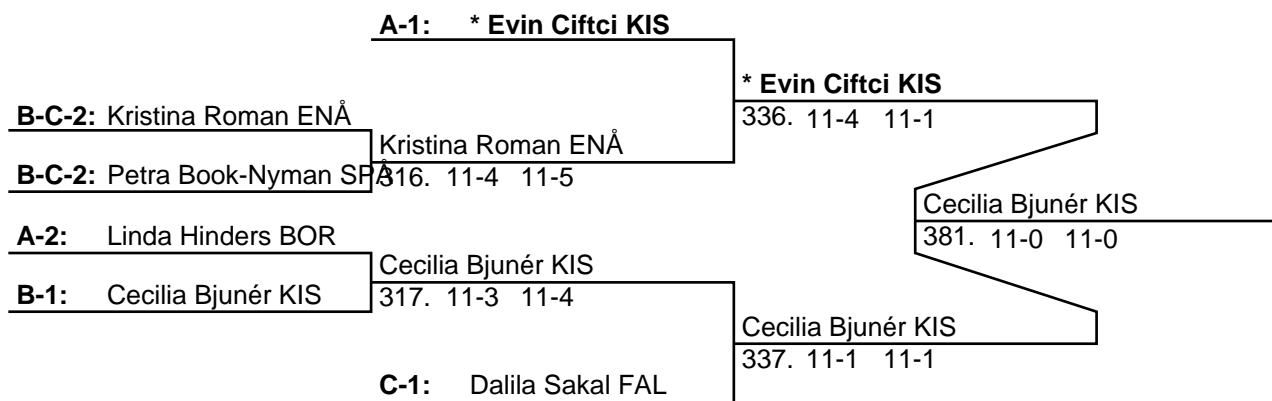 A-1: * Evin Ciftci KIS
* Evin Ciftci KIS
336. 11-4 11-1
B-C-2: Kristina Roman ENÅ
Kristina Roman ENÅ
B-C-2: Petra Book-Nyman SPÅ
316. 11-4 11-5
Cecilia Bjunér KIS
381. 11-0 11-0
A-2: Linda Hinders BOR
Cecilia Bjunér KIS
B-1: Cecilia Bjunér KIS
317. 11-3 11-4
Cecilia Bjunér KIS
337. 11-1 11-1
C-1: Dalila Sakal FAL